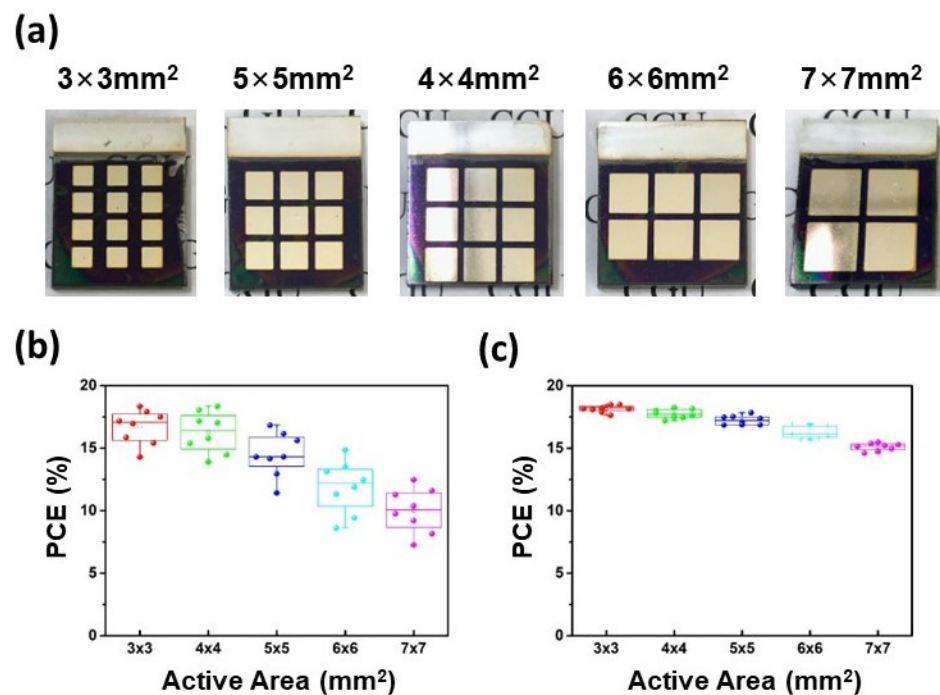 (a)
3×3mm²
5×5mm²
4×4mm²
6×6mm²
7×7mm²
CGU
CGU
(b)
(c)
20
15
10
5
0
PCE (%)
3x3
4x4
5x5
6x6
7x7
Active Area (mm²)
20
15
10
5
0
PCE (%)
3x3
4x4
5x5
6x6
7x7
Active Area (mm²)